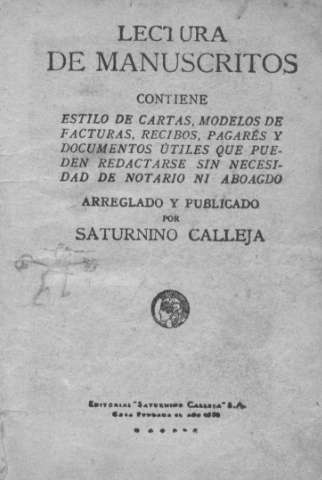 LECTURA
DE MANUSCRITOS
CONTIENE
ESTILO DE CARTAS, MODELOS DE
FACTURAS, RECIBOS, PAGARÉS Y
DOCUMENTOS ÚTILES QUE PUE-
DEN REDACTARSE SIN NECESI-
DAD DE NOTARIO NI ABOAGDO
ARREGLADO Y PUBLICADO
POR
SATURNINO CALLEJA
EDITORIAL "SATURNINO CALLEJA" S.A.
CASA FUNDADA EL AÑO 1876